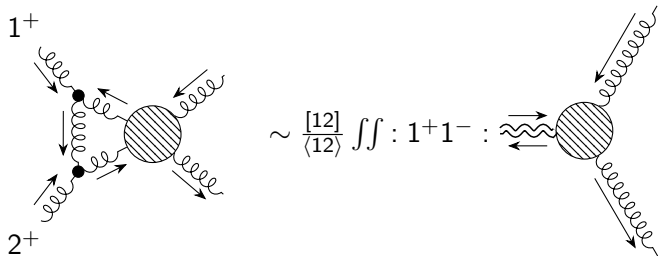 1⁺
∼ [12]/⟨12⟩ ∬ : 1⁺1⁻ :
2⁺